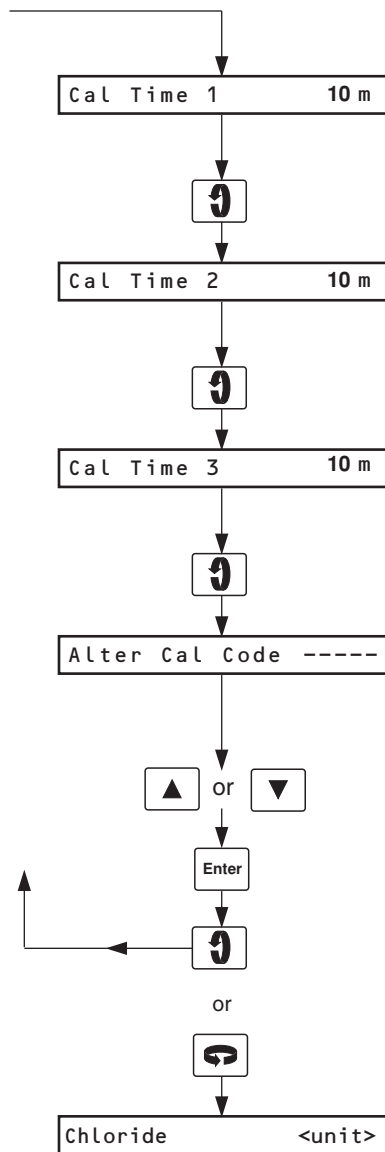 Cal Time 1 10 m
Cal Time 2 10 m
Cal Time 3 10 m
Alter Cal Code -----
▲ or ▼
Enter
or
Chloride <unit>